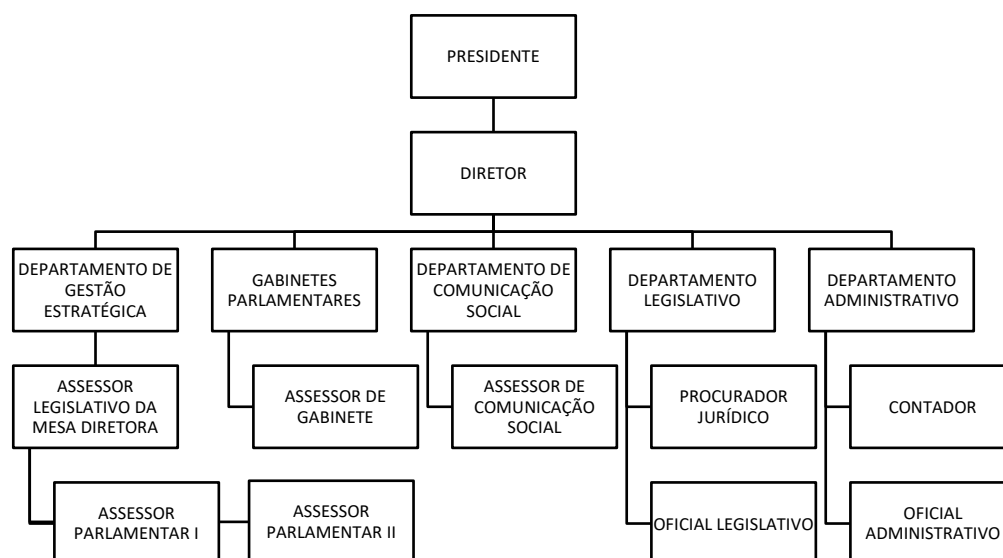 PRESIDENTE
DIRETOR
DEPARTAMENTO DE
GESTÃO
ESTRATÉGICA
GABINETES
PARLAMENTARES
DEPARTAMENTO DE
COMUNICAÇÃO
SOCIAL
DEPARTAMENTO
LEGISLATIVO
DEPARTAMENTO
ADMINISTRATIVO
ASSESSOR
LEGISLATIVO DA
MESA DIRETORA
ASSESSOR DE
GABINETE
ASSESSOR DE
COMUNICAÇÃO
SOCIAL
PROCURADOR
JURÍDICO
CONTADOR
ASSESSOR
PARLAMENTAR I
ASSESSOR
PARLAMENTAR II
OFICIAL LEGISLATIVO
OFICIAL
ADMINISTRATIVO